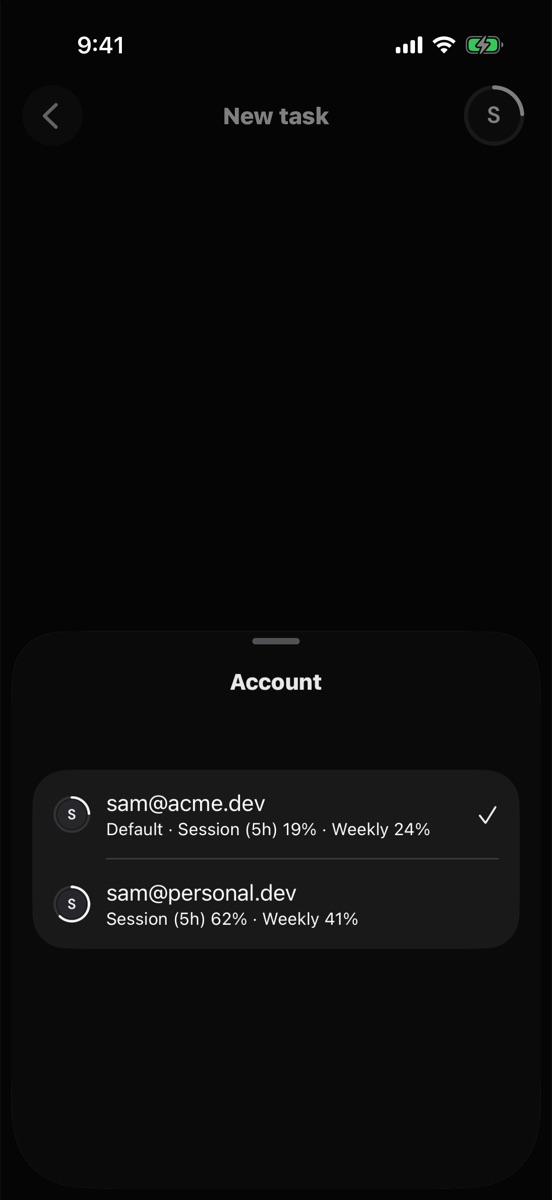 9:41
New task
S
Account
S
sam@acme.dev
Default · Session (5h) 19% · Weekly 24%
S
sam@personal.dev
Session (5h) 62% · Weekly 41%